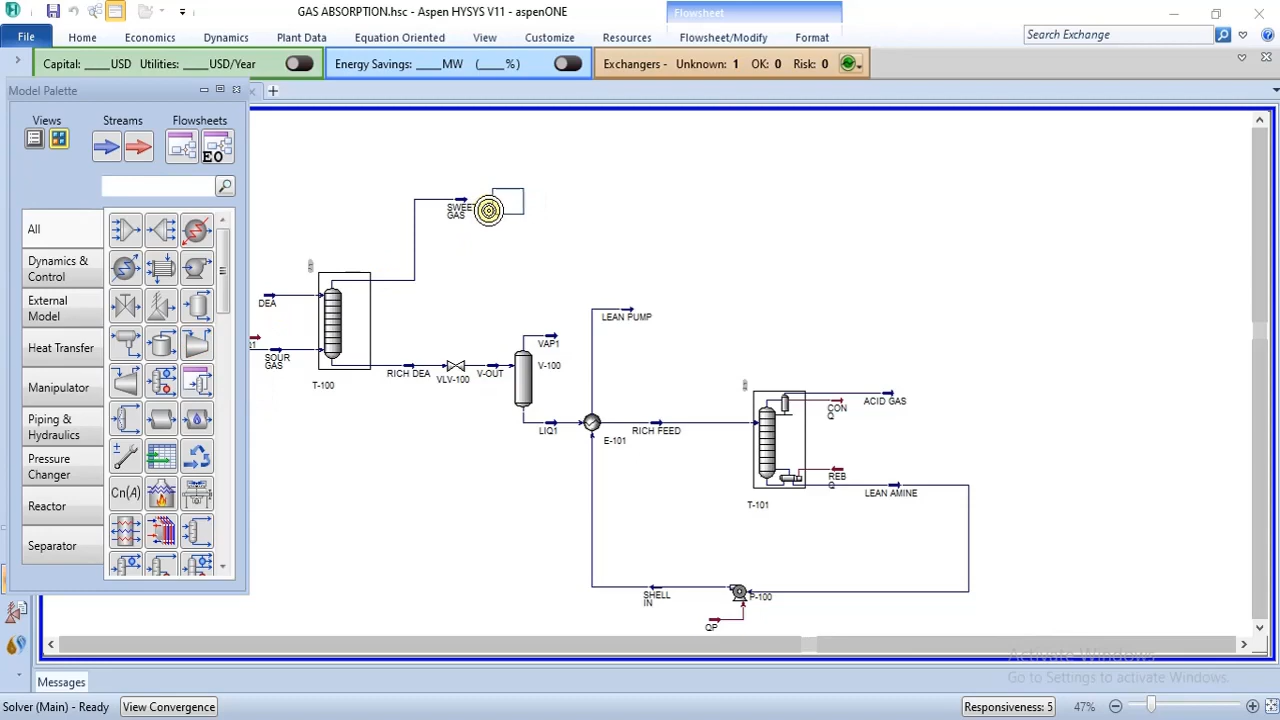 GAS ABSORPTION.hsc - Aspen HYSYS V11 - aspenONE
Flowsheet
File Home Economics Dynamics Plant Data Equation Oriented View Customize Resources Flowsheet/Modify Format
Search Exchange
Capital: ____USD Utilities: ____USD/Year
Energy Savings: ____MW (____%)
Exchangers - Unknown: 1 OK: 0 Risk: 0
Model Palette
Views Streams Flowsheets
EO
All
Dynamics & Control
External Model
Heat Transfer
Manipulator
Piping & Hydraulics
Pressure Changer
Reactor
Separator
Cn(A)
SWEET
GAS
DEA
SOUR
GAS
T-100
RICH DEA
VLV-100
V-OUT
VAP1
V-100
LIQ1
LEAN PUMP
E-101
RICH FEED
CON
Q
ACID GAS
REB
Q
LEAN AMINE
T-101
SHELL
IN
P-100
QP
Activate Windows
Go to Settings to activate Windows.
Messages
Solver (Main) - Ready View Convergence Responsiveness: 5 47%